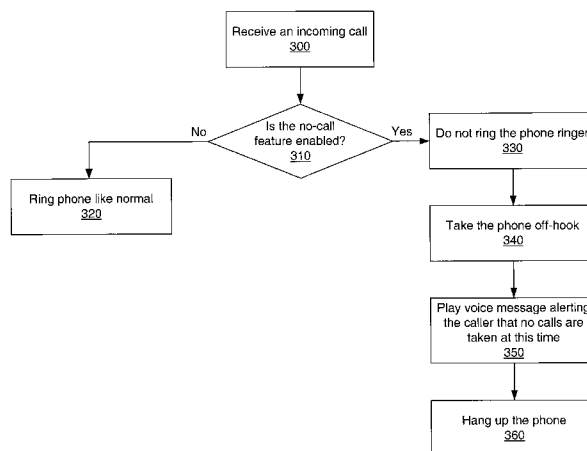 Receive an incoming call
300
Is the no-call
feature enabled?
310
No
Yes
Ring phone like normal
320
Do not ring the phone ringer
330
Take the phone off-hook
340
Play voice message alerting
the caller that no calls are
taken at this time
350
Hang up the phone
360